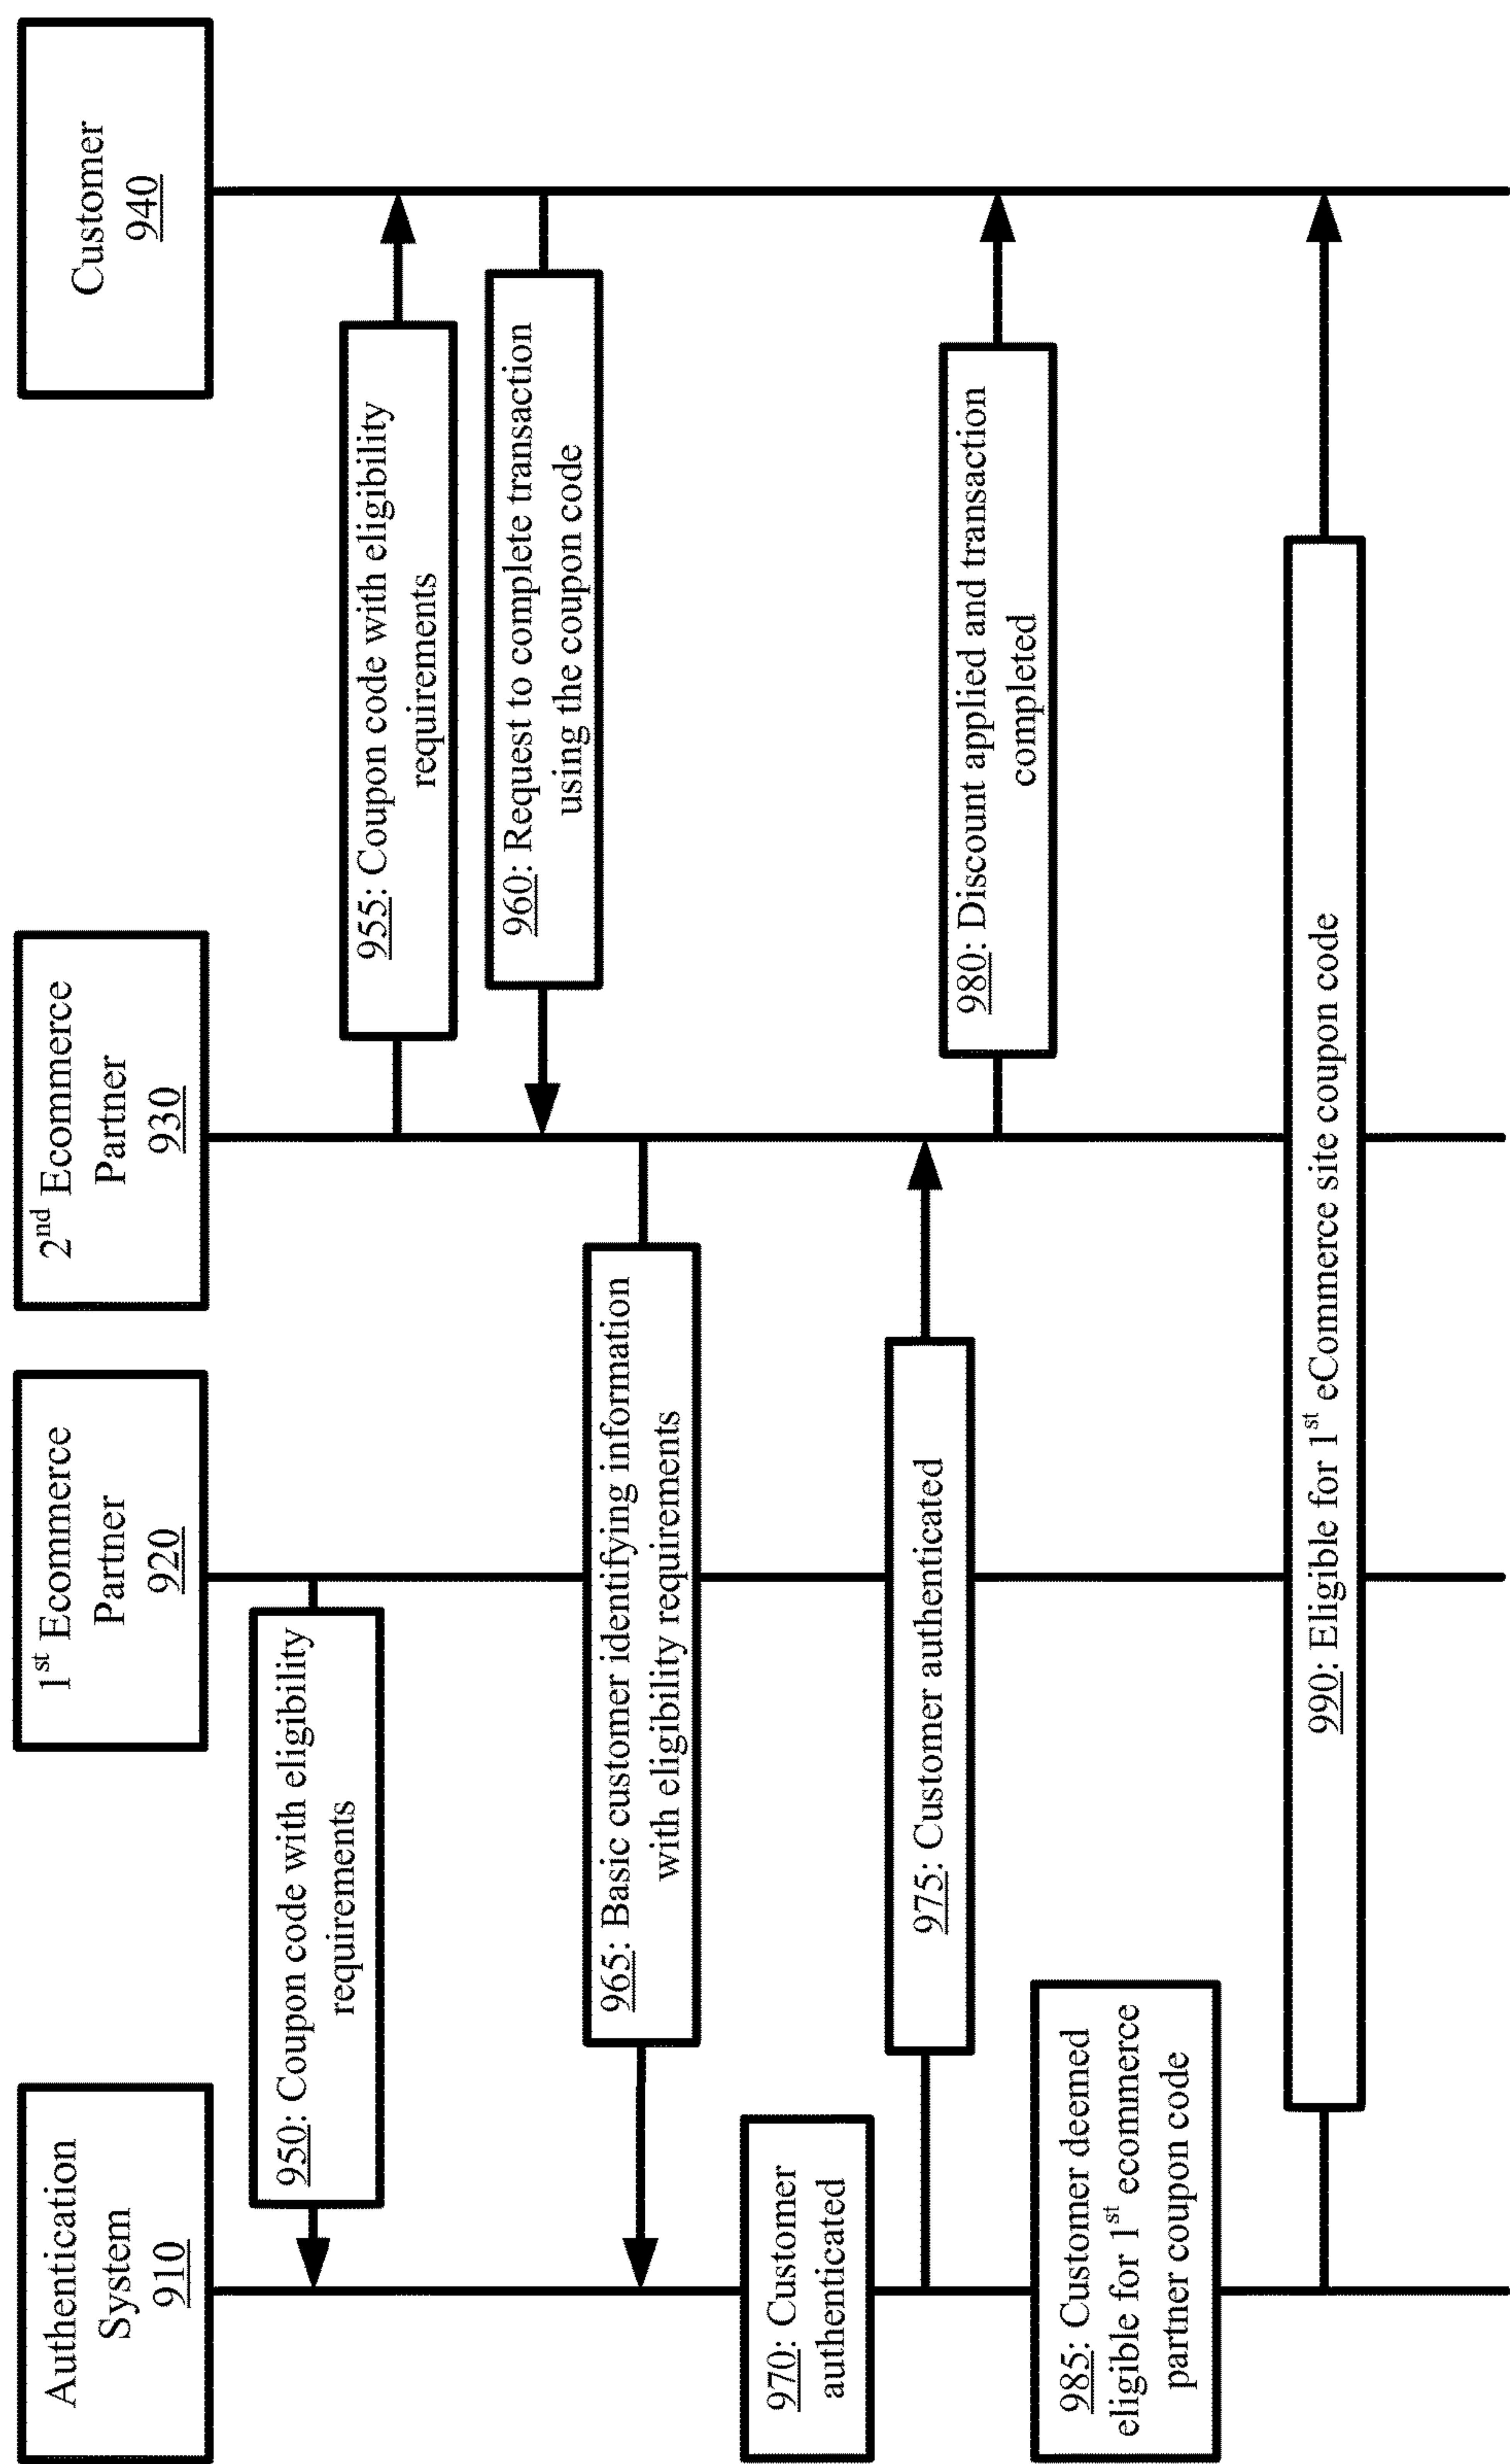 Authentication
System
910
1st Ecommerce
Partner
920
2nd Ecommerce
Partner
930
Customer
940
950: Coupon code with eligibility
requirements
955: Coupon code with eligibility
requirements
960: Request to complete transaction
using the coupon code
965: Basic customer identifying information
with eligibility requirements
970: Customer
authenticated
975: Customer authenticated
980: Discount applied and transaction
completed
985: Customer deemed
eligible for 1st ecommerce
partner coupon code
990: Eligible for 1st eCommerce site coupon code